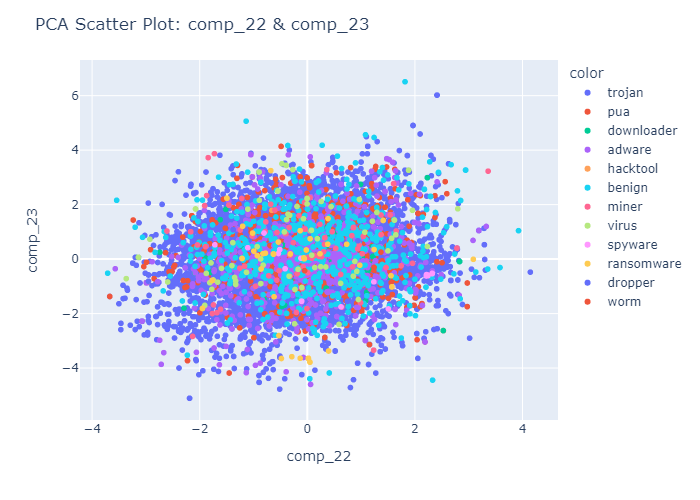 PCA Scatter Plot: comp_22 & comp_23
color
trojan
pua
downloader
adware
hacktool
benign
miner
virus
spyware
ransomware
dropper
worm
6
4
2
0
−2
−4
comp_23
−4
−2
0
2
4
comp_22